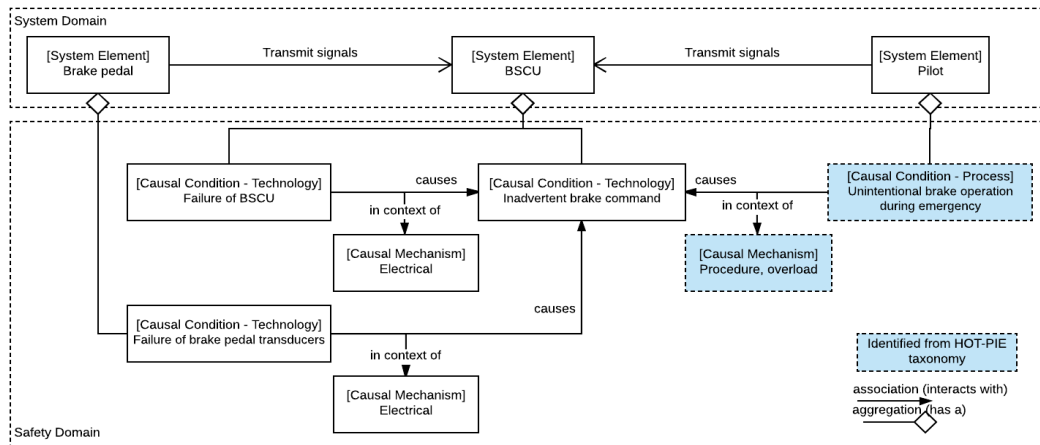 System Domain
[System Element]
Brake pedal
Transmit signals
[System Element]
BSCU
Transmit signals
[System Element]
Pilot
[Causal Condition - Technology]
Failure of BSCU
causes
in context of
[Causal Condition - Technology]
Inadvertent brake command
causes
in context of
[Causal Condition - Process]
Unintentional brake operation
during emergency
[Causal Mechanism]
Electrical
[Causal Mechanism]
Procedure, overload
causes
[Causal Condition - Technology]
Failure of brake pedal transducers
in context of
[Causal Mechanism]
Electrical
Identified from HOT-PIE
taxonomy
association (interacts with)
aggregation (has a)
Safety Domain